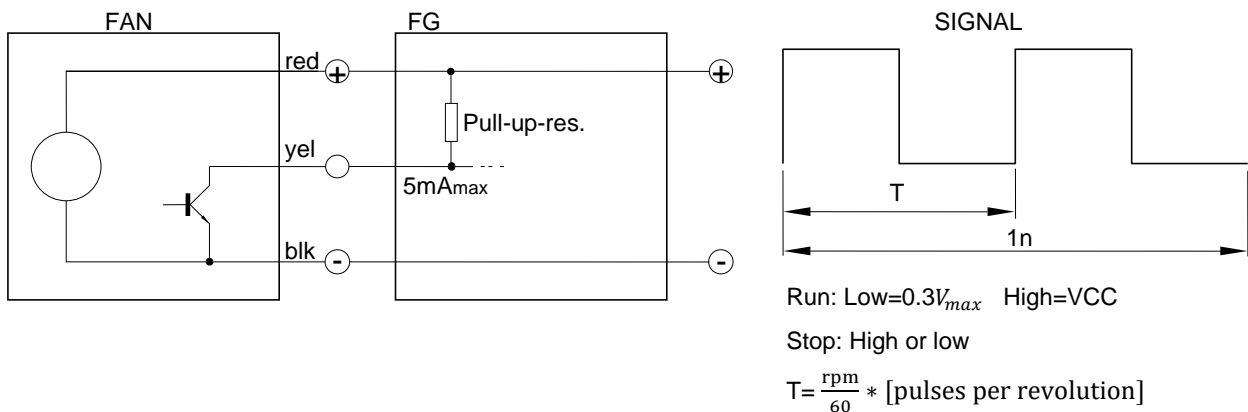 FAN
FG
SIGNAL
red
+
+
Pull-up-res.
yel
5mAmax
T
blk
-
-
1n
Run: Low=0.3V_max High=VCC
Stop: High or low
T= rpm/60 * [pulses per revolution]